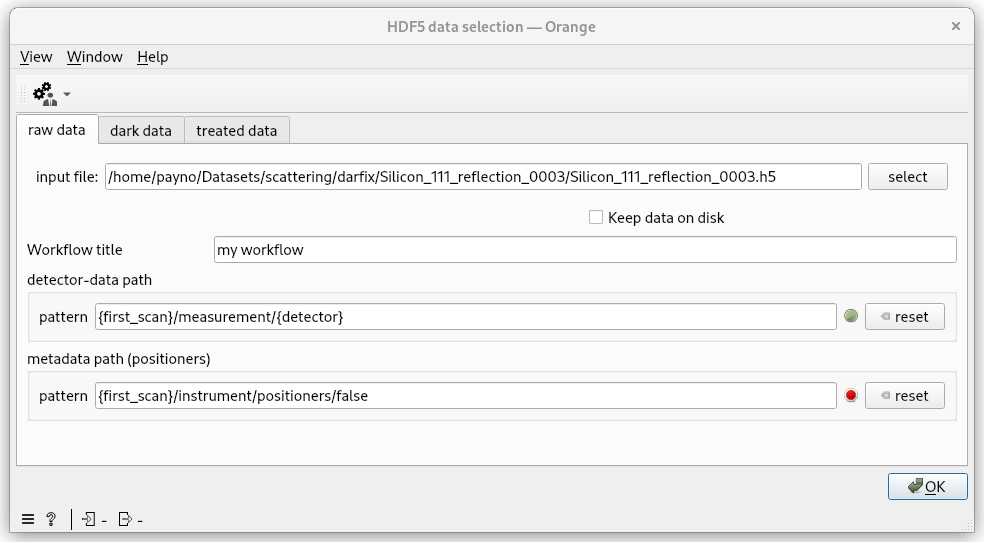 HDF5 data selection — Orange
View Window Help
raw data dark data treated data
input file: /home/payno/Datasets/scattering/darfix/Silicon_111_reflection_0003/Silicon_111_reflection_0003.h5 select
Keep data on disk
Workflow title my workflow
detector-data path
pattern {first_scan}/measurement/{detector} reset
metadata path (positioners)
pattern {first_scan}/instrument/positioners/false reset
OK
? - -